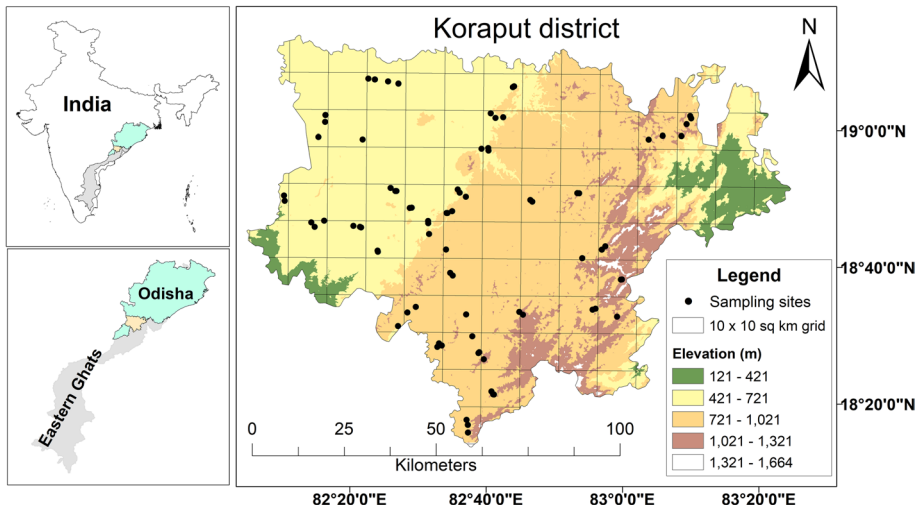 India
Odisha
Eastern Ghats
Koraput district
N
19°0'0"N
18°40'0"N
18°20'0"N
Legend
Sampling sites
10 x 10 sq km grid
Elevation (m)
121 - 421
421 - 721
721 - 1,021
1,021 - 1,321
1,321 - 1,664
0 25 50 100
Kilometers
82°20'0"E 82°40'0"E 83°0'0"E 83°20'0"E